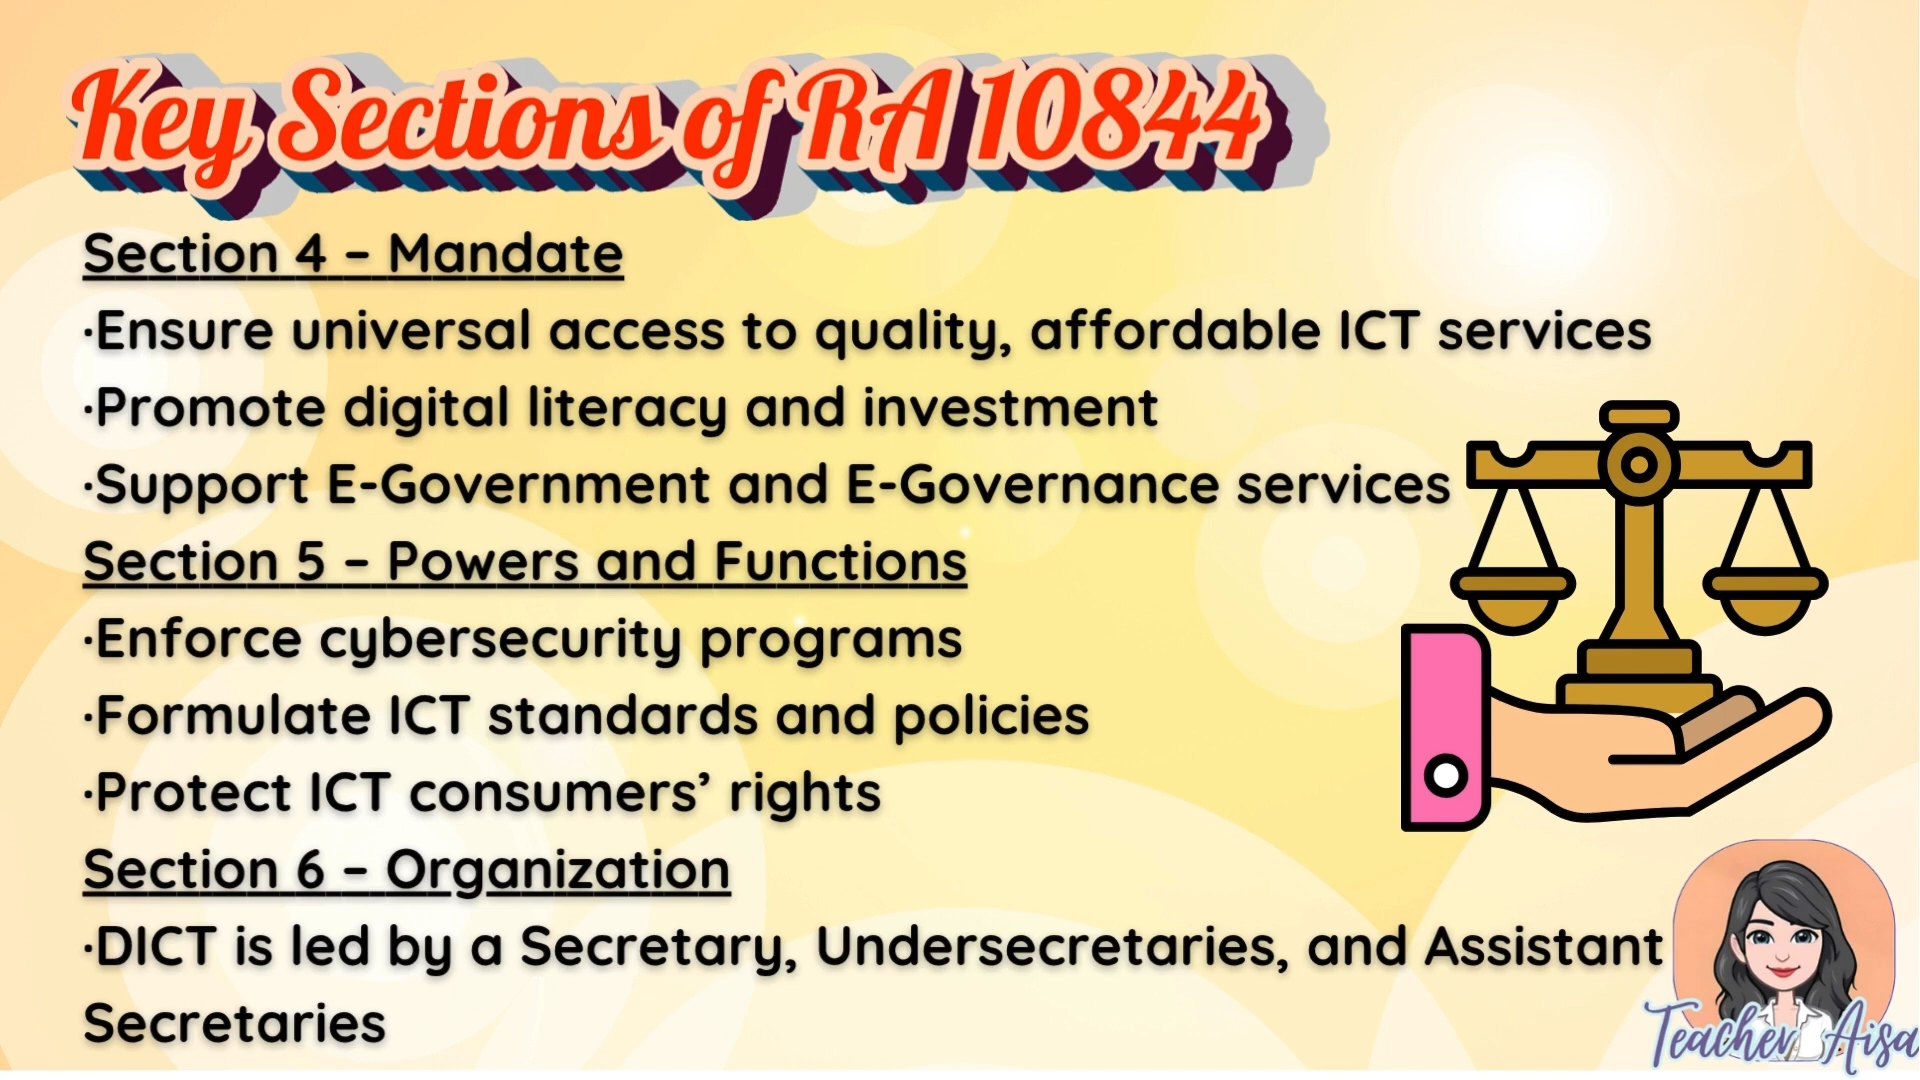 Key Sections of RA 10844
Section 4 – Mandate
·Ensure universal access to quality, affordable ICT services
·Promote digital literacy and investment
·Support E-Government and E-Governance services
Section 5 – Powers and Functions
·Enforce cybersecurity programs
·Formulate ICT standards and policies
·Protect ICT consumers’ rights
Section 6 – Organization
·DICT is led by a Secretary, Undersecretaries, and Assistant
Secretaries
Teacher Aisa